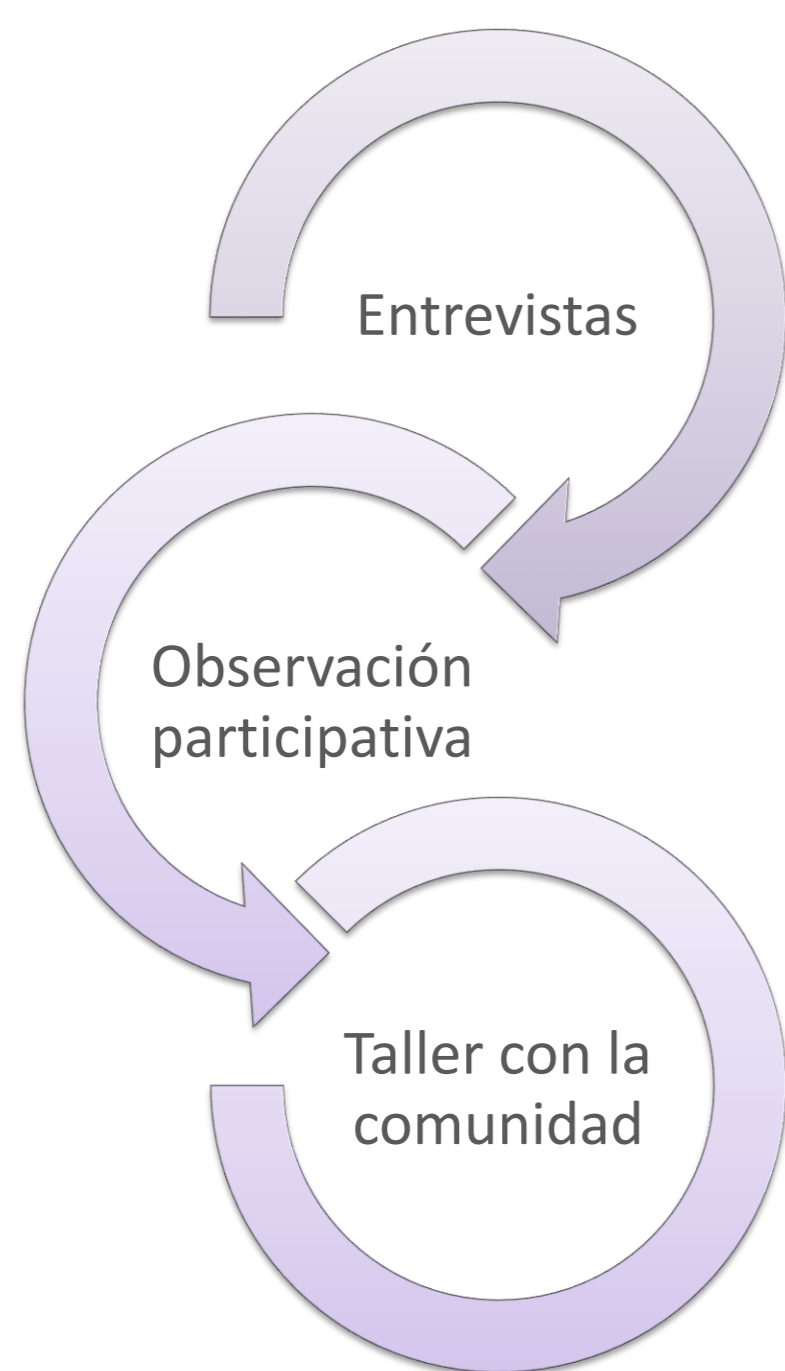 Entrevistas
Observación
participativa
Taller con la
comunidad